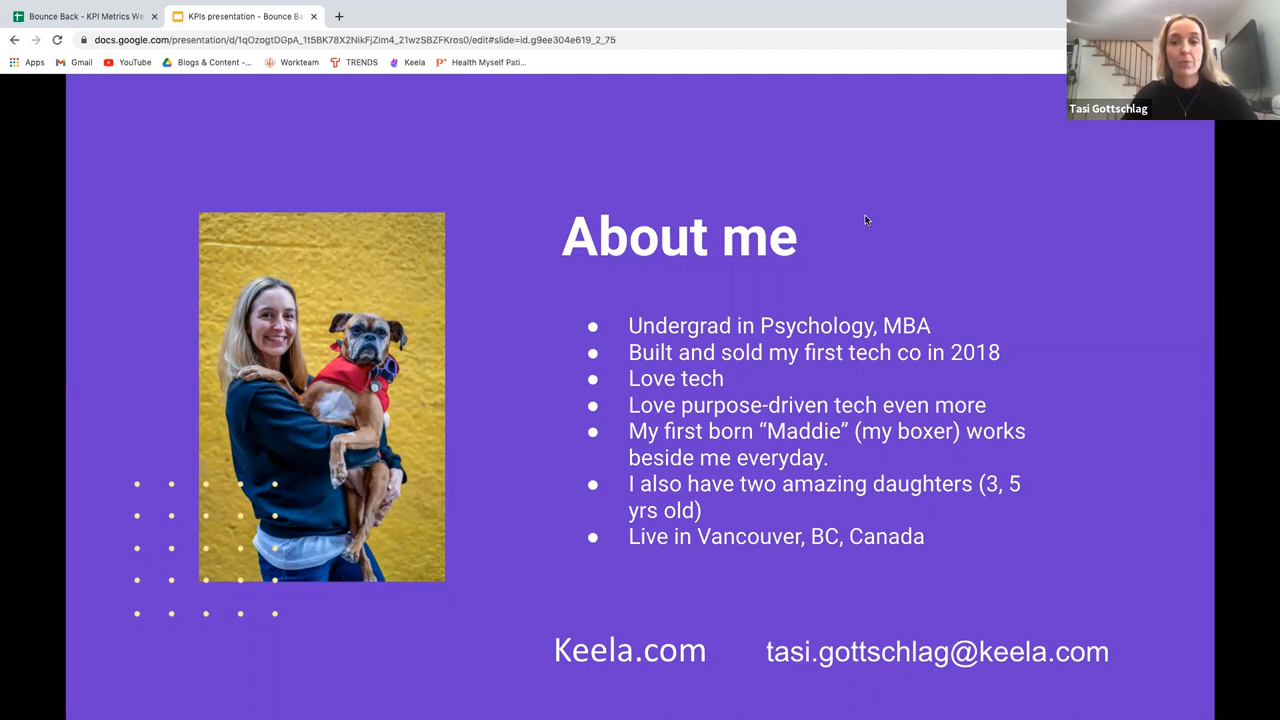 Bounce Back - KPI Metrics We
KPIs presentation - Bounce Ba
docs.google.com/presentation/d/1qOzogtDGpA_1t5BK78X2NikFjZim4_21wzSBZFKros0/edit#slide=id.g9ee304e619_2_75
Apps Gmail YouTube Blogs & Content -... Workteam TRENDS Keela Health Myself Pati...
Tasi Gottschlag
About me
● Undergrad in Psychology, MBA
● Built and sold my first tech co in 2018
● Love tech
● Love purpose-driven tech even more
● My first born “Maddie” (my boxer) works
beside me everyday.
● I also have two amazing daughters (3, 5
yrs old)
● Live in Vancouver, BC, Canada
Keela.com tasi.gottschlag@keela.com